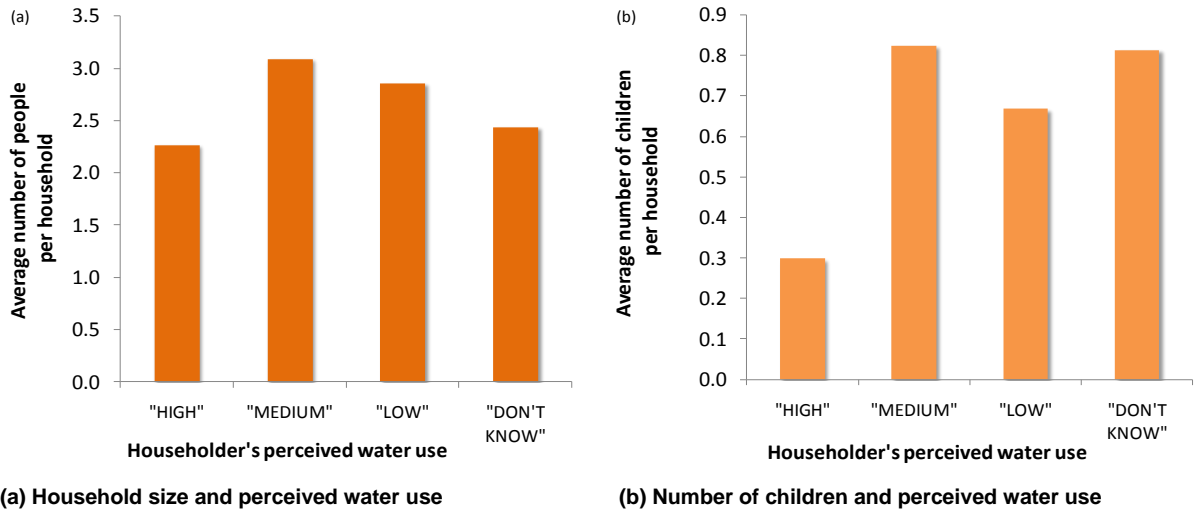 (a)
Average number of people
per household
3.5
3.0
2.5
2.0
1.5
1.0
0.5
0.0
"HIGH"
"MEDIUM"
"LOW"
"DON'T
KNOW"
Householder's perceived water use
(a) Household size and perceived water use
(b)
Average number of children
per household
0.9
0.8
0.7
0.6
0.5
0.4
0.3
0.2
0.1
0.0
"HIGH"
"MEDIUM"
"LOW"
"DON'T
KNOW"
Householder's perceived water use
(b) Number of children and perceived water use